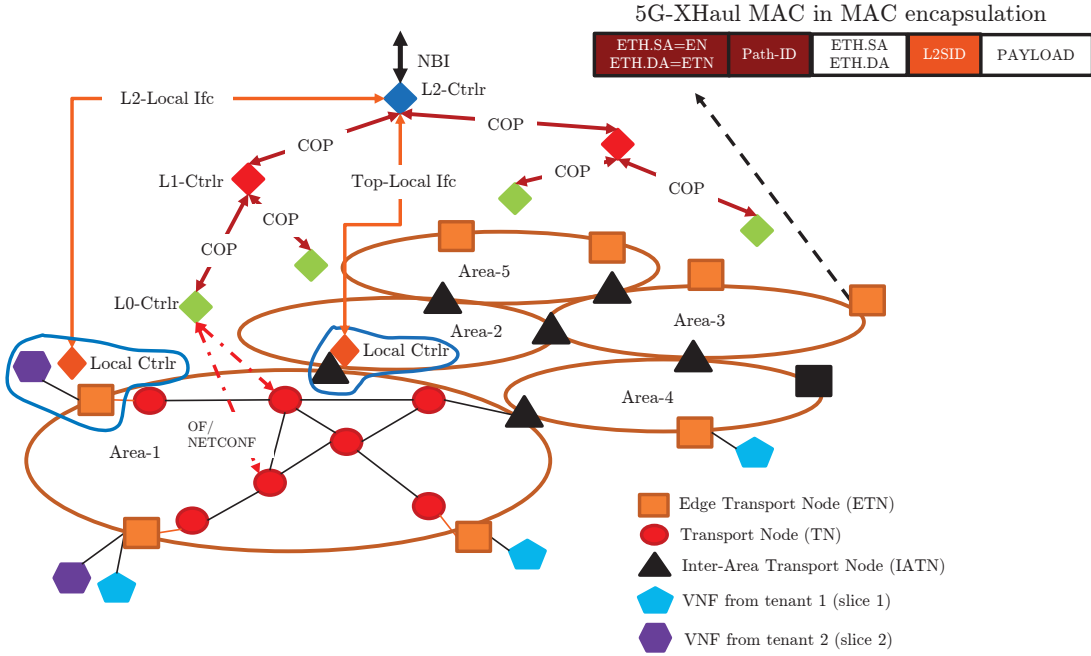 5G-XHaul MAC in MAC encapsulation
ETH.SA=EN
ETH.DA=ETN
Path-ID
ETH.SA
ETH.DA
L2SID
PAYLOAD
NBI
L2-Ctrlr
L2-Local Ifc
COP
COP
L1-Ctrlr
Top-Local Ifc
COP
COP
COP
COP
L0-Ctrlr
Area-5
Area-2
Area-3
Local Ctrlr
Local Ctrlr
Area-4
OF/
NETCONF
Area-1
Edge Transport Node (ETN)
Transport Node (TN)
Inter-Area Transport Node (IATN)
VNF from tenant 1 (slice 1)
VNF from tenant 2 (slice 2)